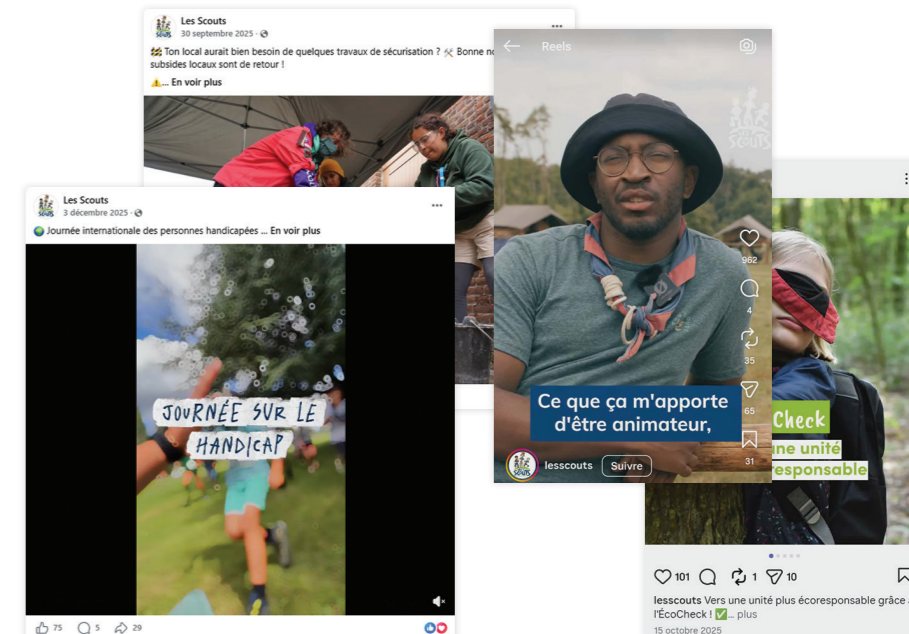 Les Scouts
30 septembre 2025 ·
Ton local aurait bien besoin de quelques travaux de sécurisation ? Bonne
subsides locaux sont de retour !
... En voir plus
Les Scouts
3 décembre 2025 ·
Journée internationale des personnes handicapées ... En voir plus
JOURNÉE SUR LE
HANDICAP
75 5 29
Reels
LES
SCOUTS
962
4
35
65
31
Ce que ça m'apporte
d'être animateur,
lesscouts Suivre
Check
une unité
responsable
101 1 10
lesscouts Vers une unité plus écoresponsable grâce
l'ÉcoCheck ! ✅... plus
15 octobre 2025